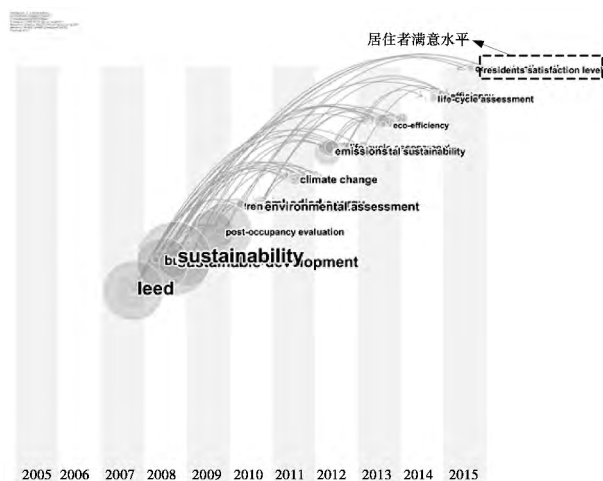 居住者满意水平
residents satisfaction level
efficiency
life-cycle assessment
eco-efficiency
emissions
sustainability
climate change
environmental assessment
post-occupancy evaluation
sustainability
development
leed
2005 2006 2007 2008 2009 2010 2011 2012 2013 2014 2015